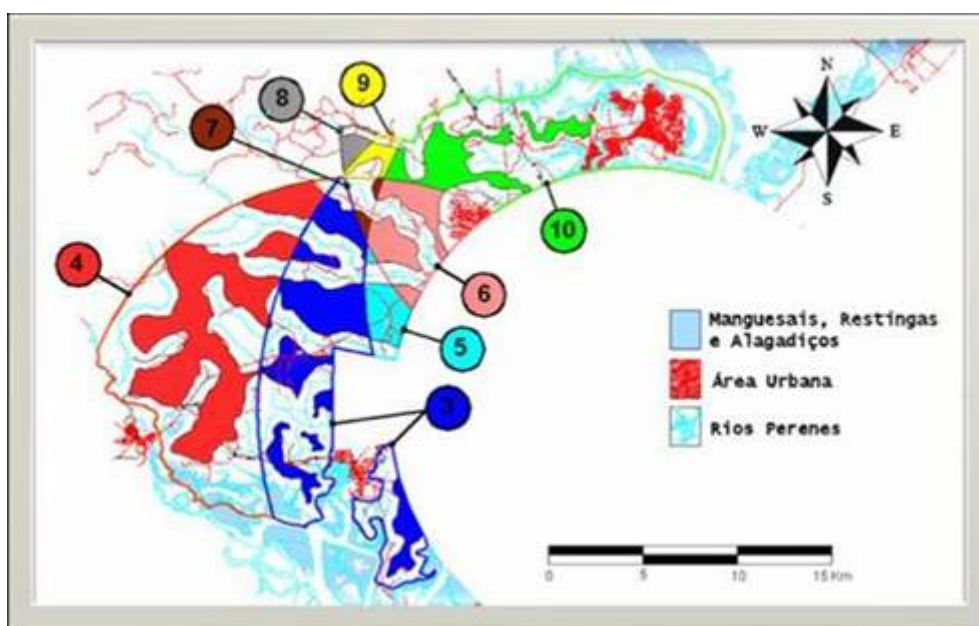 9
8
7
N
W
E
S
4
10
6
5
3
Manguesais, Restingas
e Alagadiços
Área Urbana
Rios Perenes
0
5
10
15 Km